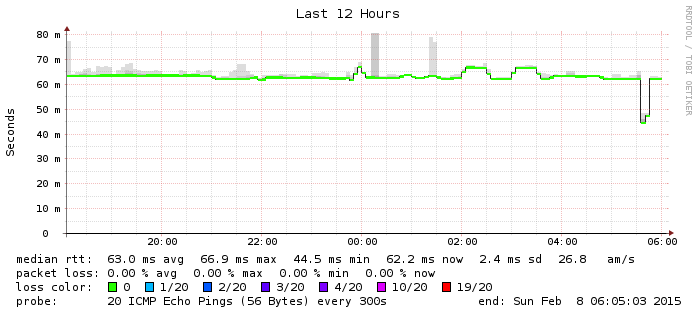 Last 12 Hours
RRDTOOL / TOBI OETIKER
Seconds
80 m
70 m
60 m
50 m
40 m
30 m
20 m
10 m
0
20:00 22:00 00:00 02:00 04:00 06:00
median rtt: 63.0 ms avg 66.9 ms max 44.5 ms min 62.2 ms now 2.4 ms sd 26.8 am/s
packet loss: 0.00 % avg 0.00 % max 0.00 % min 0.00 % now
loss color: 0 1/20 2/20 3/20 4/20 10/20 19/20
probe: 20 ICMP Echo Pings (56 Bytes) every 300s end: Sun Feb 8 06:05:03 2015